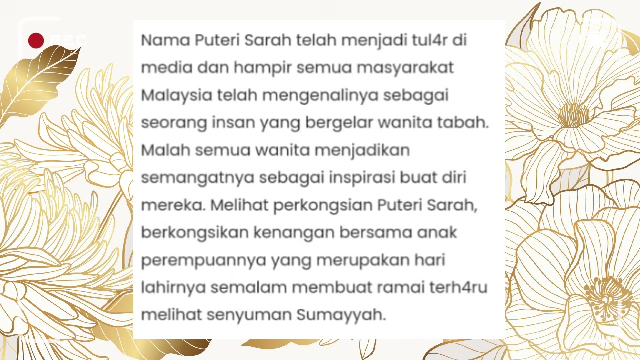 Nama Puteri Sarah telah menjadi tul4r di
media dan hampir semua masyarakat
Malaysia telah mengenalinya sebagai
seorang insan yang bergelar wanita tabah.
Malah semua wanita menjadikan
semangatnya sebagai inspirasi buat diri
mereka. Melihat perkongsian Puteri Sarah,
berkongsikan kenangan bersama anak
perempuannya yang merupakan hari
lahirnya semalam membuat ramai terh4ru
melihat senyuman Sumayyah.